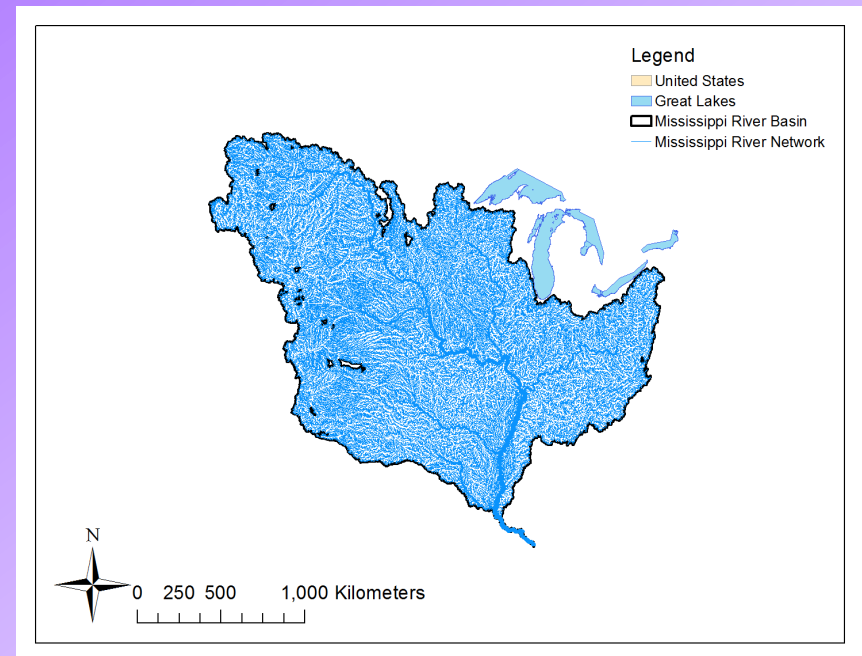 Legend
United States
Great Lakes
Mississippi River Basin
Mississippi River Network
N
0 250 500 1,000 Kilometers